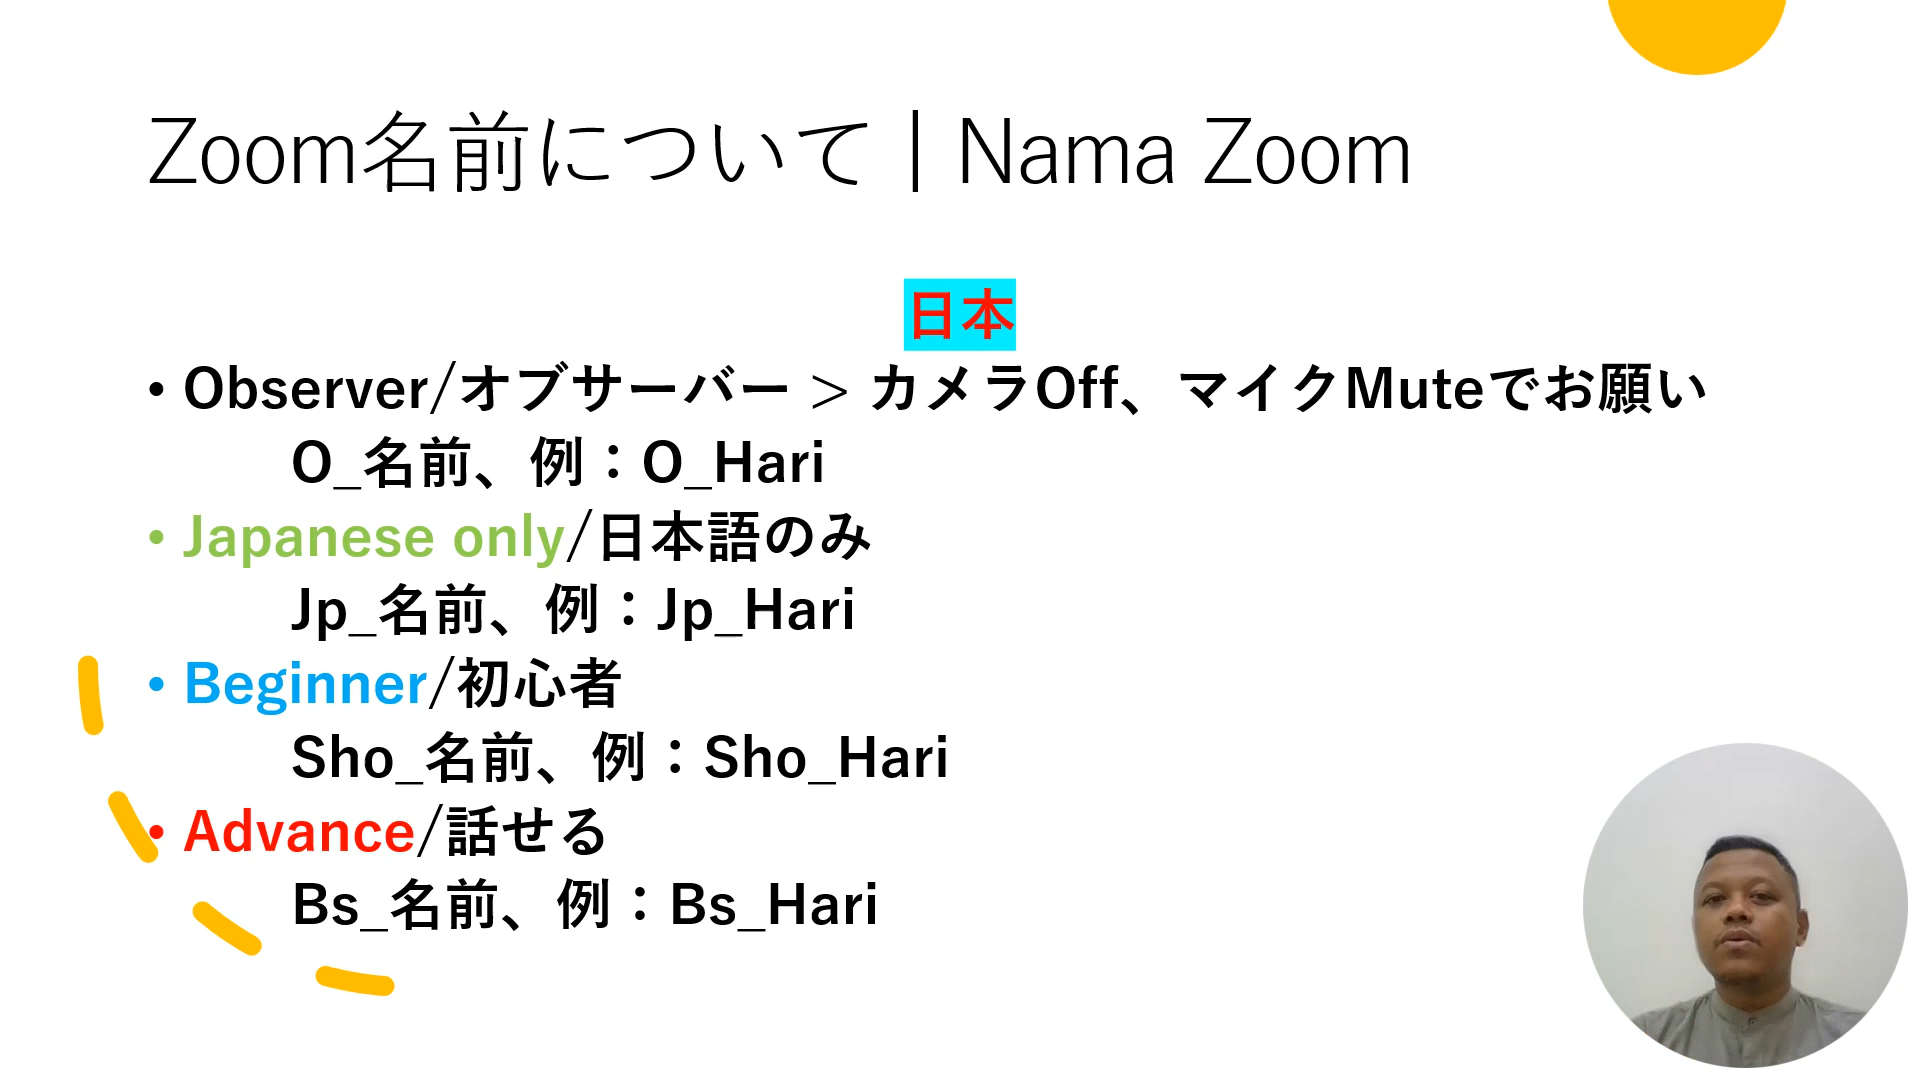 Zoom名前について｜Nama Zoom
日本
• Observer/オブサーバー > カメラOff、マイクMuteでお願い
O_名前、例：O_Hari
• Japanese only/日本語のみ
Jp_名前、例：Jp_Hari
• Beginner/初心者
Sho_名前、例：Sho_Hari
• Advance/話せる
Bs_名前、例：Bs_Hari